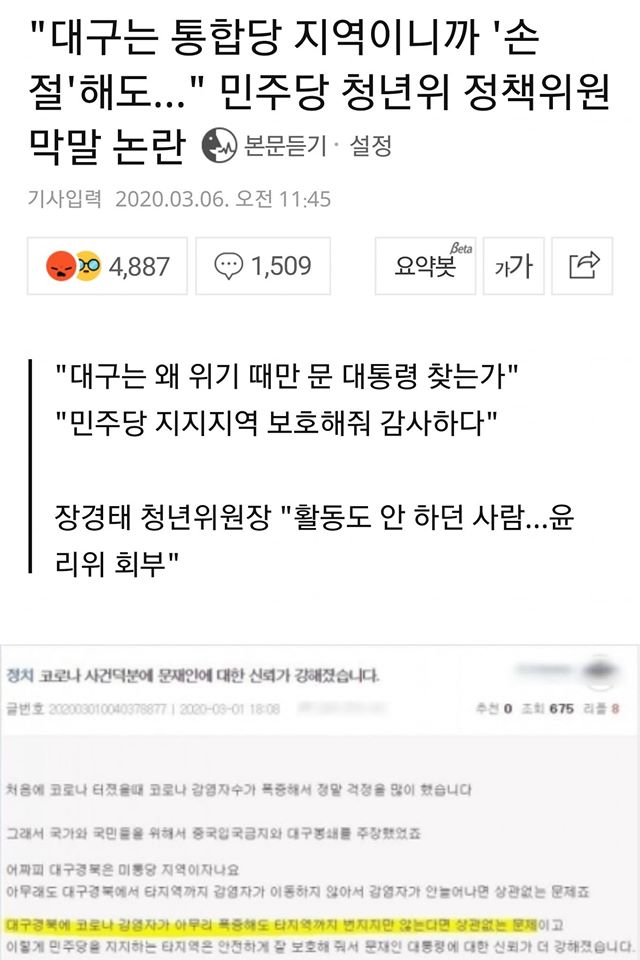 "대구는 통합당 지역이니까 '손
절'해도..." 민주당 청년위 정책위원
막말 논란 본문듣기 · 설정
기사입력 2020.03.06. 오전 11:45
4,887 1,509 요약봇 Beta 가가
"대구는 왜 위기 때만 문 대통령 찾는가"
"민주당 지지지역 보호해줘 감사하다"
장경태 청년위원장 "활동도 안 하던 사람...윤
리위 회부"
정치 코로나 사건덕분에 문재인에 대한 신뢰가 강해졌습니다.
글번호 202003010040378877 | 2020-03-01 18:08 추천 0 조회 675 리플 8
처음에 코로나 터졌을때 코로나 감염자수가 폭증해서 정말 걱정을 많이 했습니다
그래서 국가와 국민들을 위해서 중국입국금지와 대구봉쇄를 주장했었죠
어짜피 대구경북은 미통당 지역이자나요
아무래도 대구경북에서 타지역까지 감염자가 이동하지 않아서 감염자가 안늘어나면 상관없는 문제죠
대구경북에 코로나 감염자가 아무리 폭증해도 타지역까지 번지지만 않는다면 상관없는 문제이고
이렇게 민주당을 지지하는 타지역은 안전하게 잘 보호해 줘서 문재인 대통령에 대한 신뢰가 더 강해졌습니다.